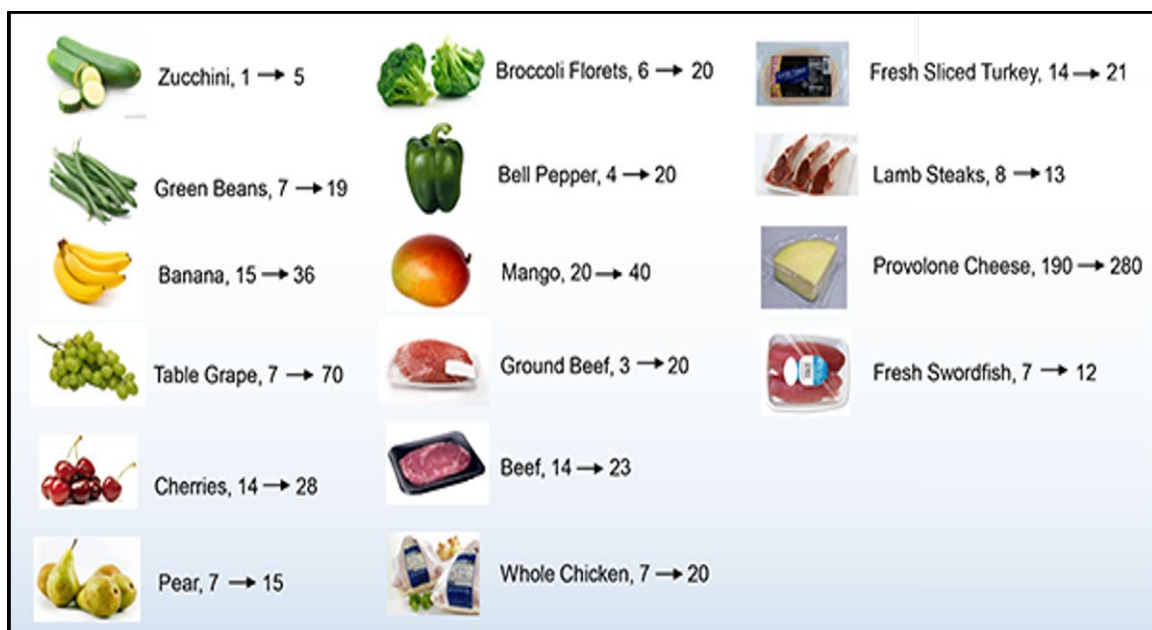 Zucchini, 1 → 5
Green Beans, 7 → 19
Banana, 15 → 36
Table Grape, 7 → 70
Cherries, 14 → 28
Pear, 7 → 15
Broccoli Florets, 6 → 20
Bell Pepper, 4 → 20
Mango, 20 → 40
Ground Beef, 3 → 20
Beef, 14 → 23
Whole Chicken, 7 → 20
Fresh Sliced Turkey, 14 → 21
Lamb Steaks, 8 → 13
Provolone Cheese, 190 → 280
Fresh Swordfish, 7 → 12